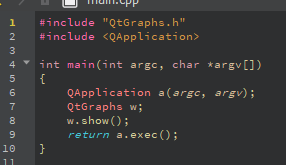 main.cpp
1 #include "QtGraphs.h"
2 #include <QApplication>
3
4 int main(int argc, char *argv[])
5 {
6 QApplication a(argc, argv);
7 QtGraphs w;
8 w.show();
9 return a.exec();
10 }
11